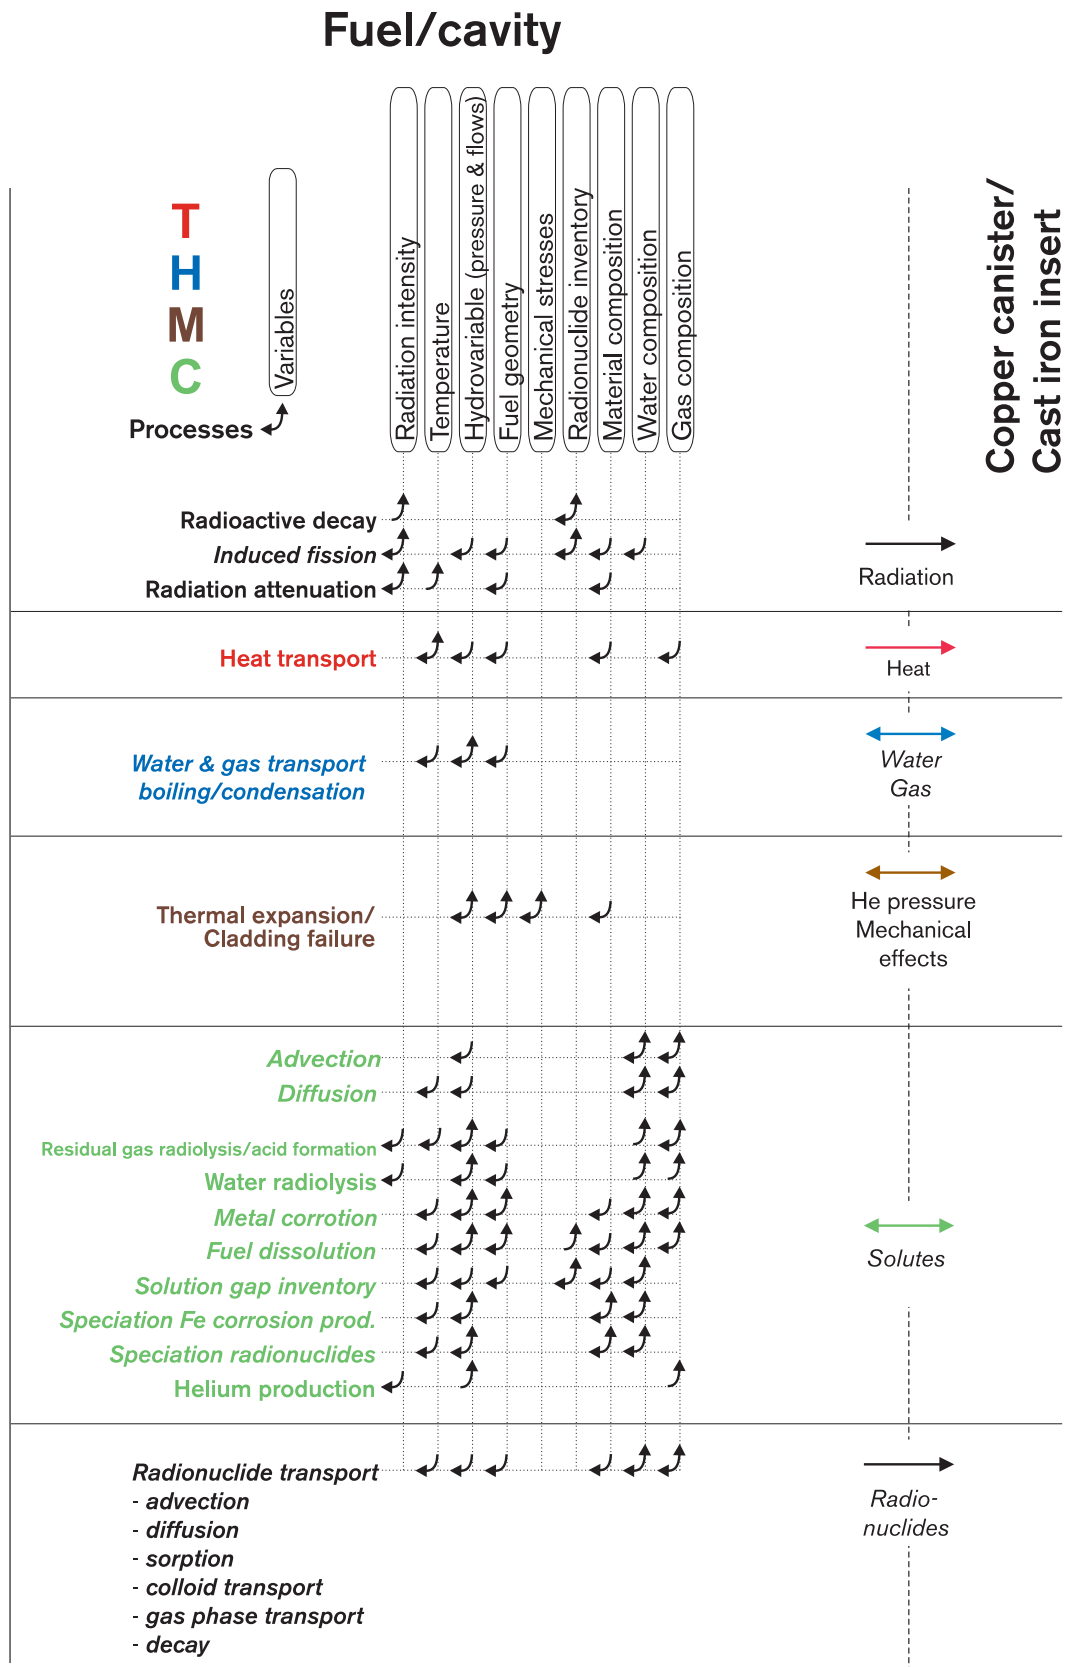 Fuel/cavity
T
H
M
C
Processes
Variables
Radiation intensity
Temperature
Hydrovariable (pressure & flows)
Fuel geometry
Mechanical stresses
Radionuclide inventory
Material composition
Water composition
Gas composition
Copper canister/
Cast iron insert
Radioactive decay
Induced fission
Radiation attenuation
Radiation
Heat transport
Heat
Water & gas transport
boiling/condensation
Water
Gas
Thermal expansion/
Cladding failure
He pressure
Mechanical
effects
Advection
Diffusion
Residual gas radiolysis/acid formation
Water radiolysis
Metal corrotion
Fuel dissolution
Solution gap inventory
Speciation Fe corrosion prod.
Speciation radionuclides
Helium production
Solutes
Radionuclide transport
- advection
- diffusion
- sorption
- colloid transport
- gas phase transport
- decay
Radio-
nuclides